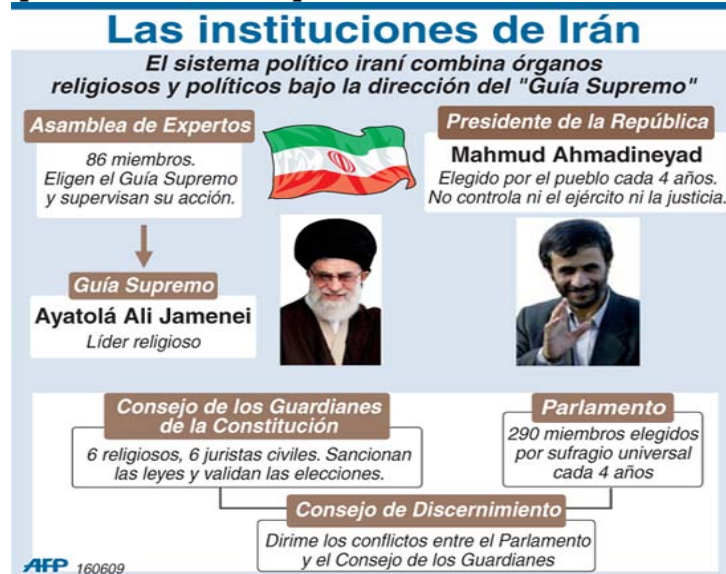 Las instituciones de Irán
El sistema político iraní combina órganos
religiosos y políticos bajo la dirección del "Guía Supremo"
Asamblea de Expertos
86 miembros.
Eligen el Guía Supremo
y supervisan su acción.
Presidente de la República
Mahmud Ahmadineyad
Elegido por el pueblo cada 4 años.
No controla ni el ejército ni la justicia.
Guía Supremo
Ayatolá Ali Jamenei
Líder religioso
Consejo de los Guardianes
de la Constitución
6 religiosos, 6 juristas civiles. Sancionan
las leyes y validan las elecciones.
Parlamento
290 miembros elegidos
por sufragio universal
cada 4 años
Consejo de Discernimiento
Dirime los conflictos entre el Parlamento
y el Consejo de los Guardianes
AFP 160609